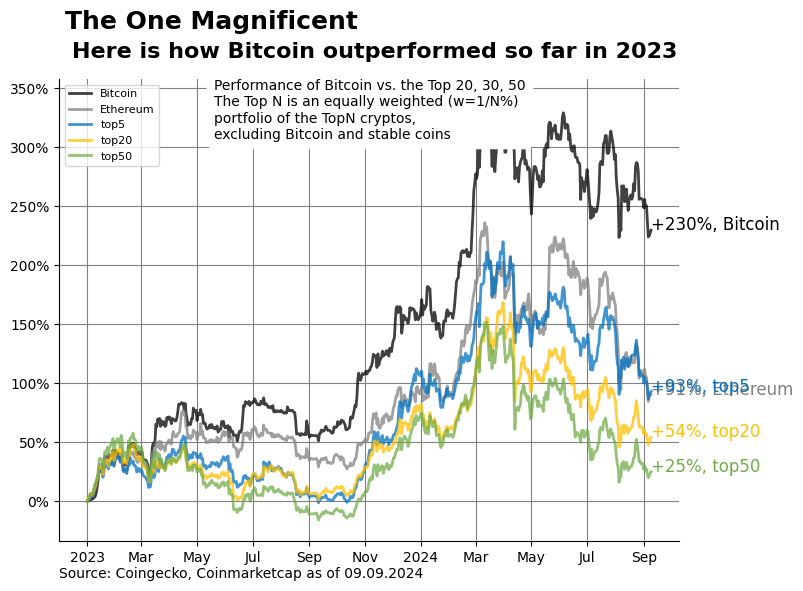 The One Magnificent
Here is how Bitcoin outperformed so far in 2023
Performance of Bitcoin vs. the Top 20, 30, 50
The Top N is an equally weighted (w=1/N%)
portfolio of the TopN cryptos,
excluding Bitcoin and stable coins
Bitcoin
Ethereum
top5
top20
top50
350%
300%
250%
200%
150%
100%
50%
0%
+230%, Bitcoin
+93%, top5
+91%, Ethereum
+54%, top20
+25%, top50
2023 Mar May Jul Sep Nov 2024 Mar May Jul Sep
Source: Coingecko, Coinmarketcap as of 09.09.2024